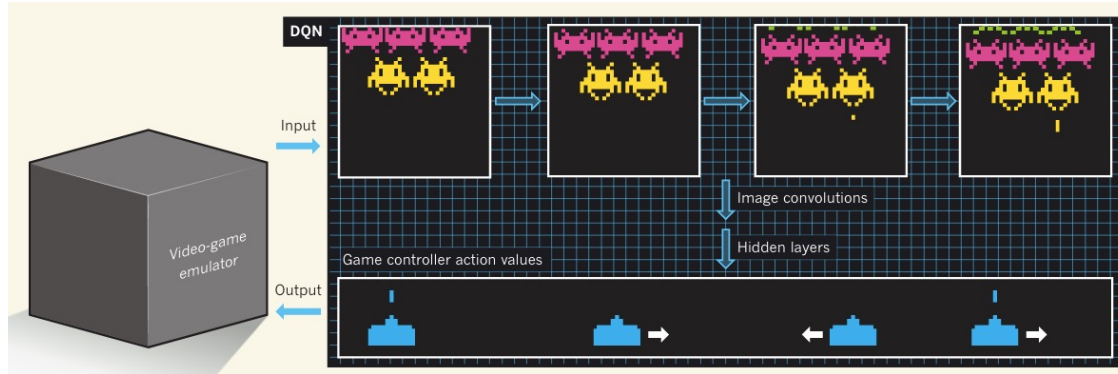 DQN
Input
Image convolutions
Hidden layers
Video-game
emulator
Game controller action values
Output